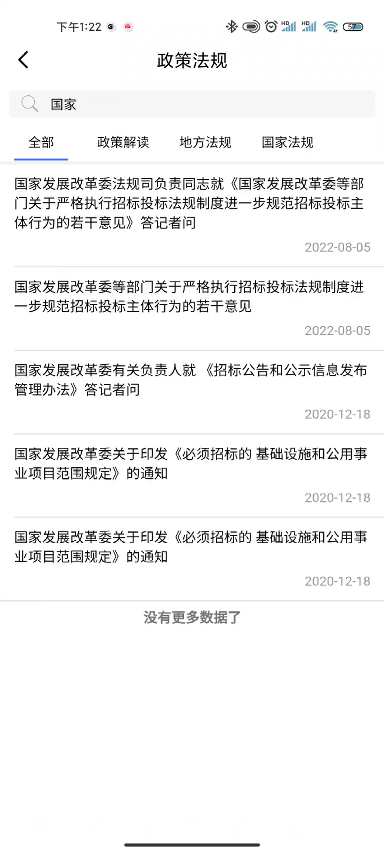 下午1:22
政策法规
国家
全部 政策解读 地方法规 国家法规
国家发展改革委法规司负责同志就《国家发展改革委等部
门关于严格执行招标投标法规制度进一步规范招标投标主
体行为的若干意见》答记者问
2022-08-05
国家发展改革委等部门关于严格执行招标投标法规制度进
一步规范招标投标主体行为的若干意见
2022-08-05
国家发展改革委有关负责人就 《招标公告和公示信息发布
管理办法》答记者问
2020-12-18
国家发展改革委关于印发《必须招标的 基础设施和公用事
业项目范围规定》的通知
2020-12-18
国家发展改革委关于印发《必须招标的 基础设施和公用事
业项目范围规定》的通知
2020-12-18
没有更多数据了